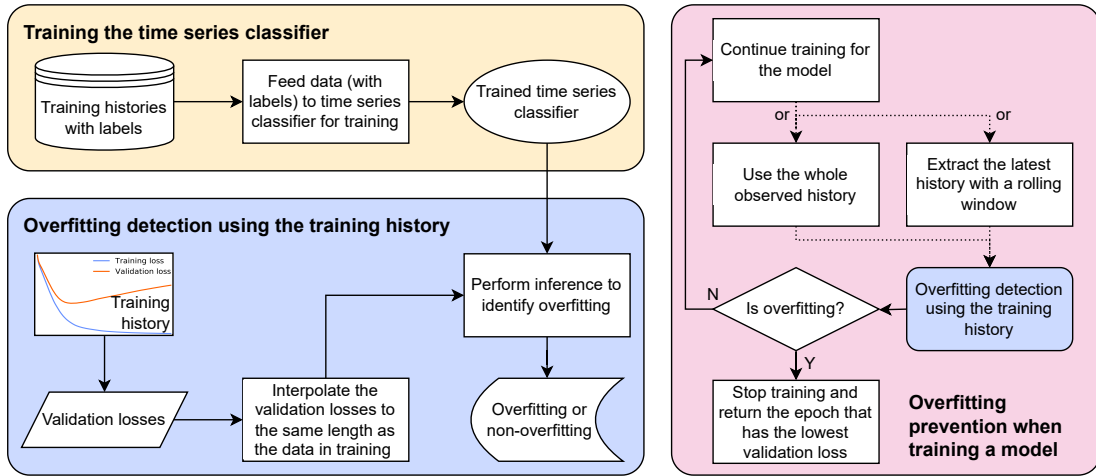 Training the time series classifier
Training histories
with labels
Feed data (with
labels) to time series
classifier for training
Trained time series
classifier
Overfitting detection using the training history
Training loss
Validation loss
Training
history
Validation losses
Interpolate the
validation losses to
the same length as
the data in training
Perform inference to
identify overfitting
Overfitting or
non-overfitting
Continue training for
the model
or
or
Use the whole
observed history
Extract the latest
history with a rolling
window
Overfitting detection
using the training
history
Is overfitting?
N
Y
Stop training and
return the epoch that
has the lowest
validation loss
Overfitting
prevention when
training a model